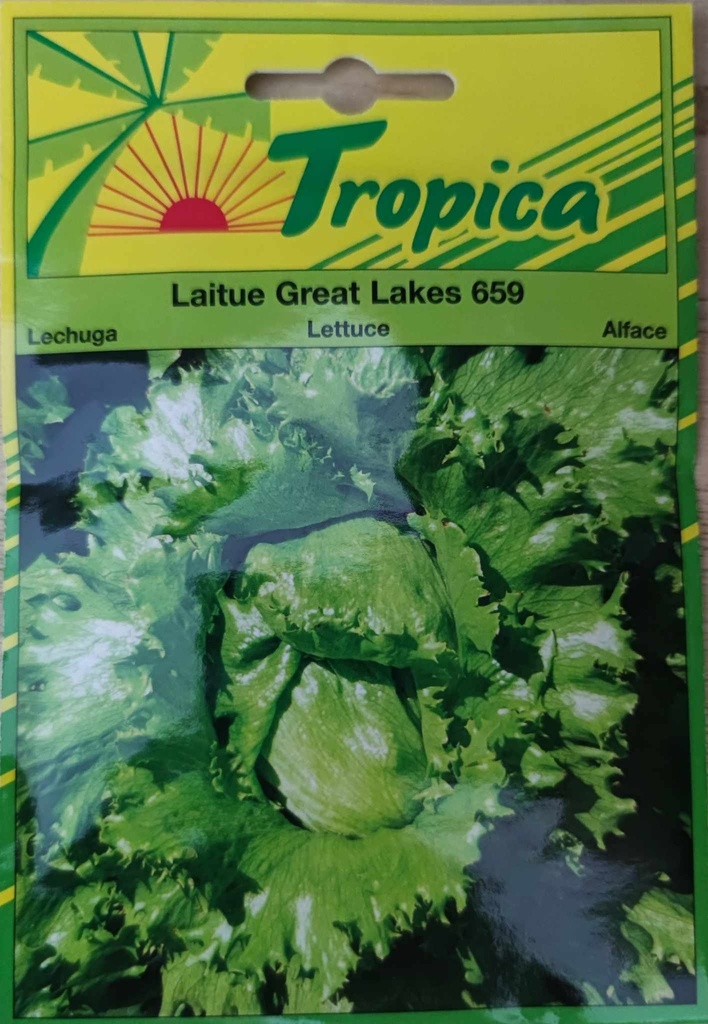 Tropica
Laitue Great Lakes 659
Lechuga Lettuce Alface